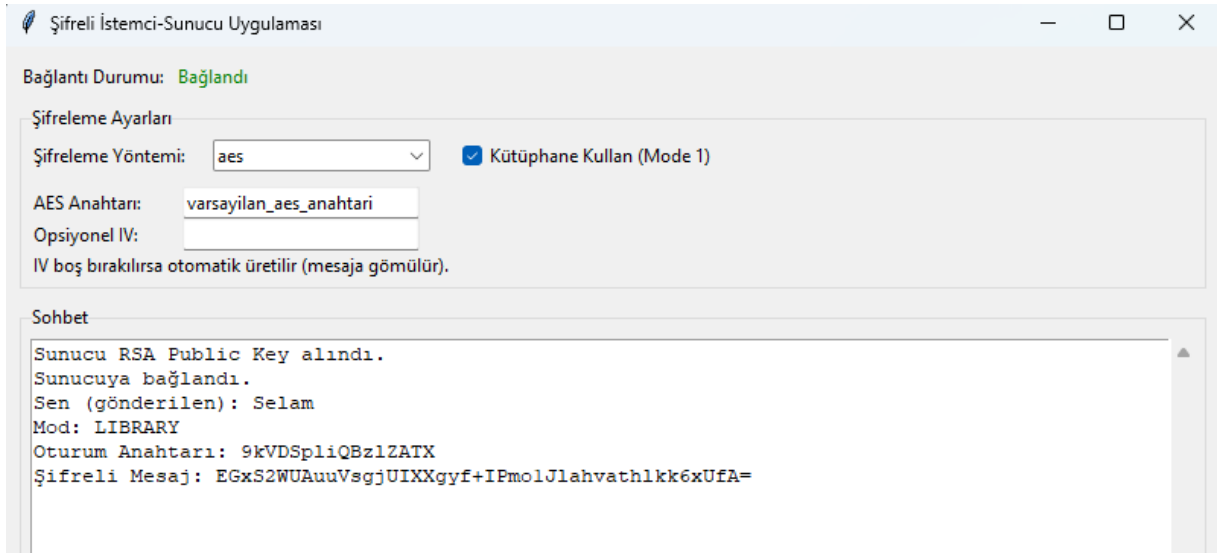 Şifreli İstemci-Sunucu Uygulaması
Bağlantı Durumu: Bağlandı
Şifreleme Ayarları
Şifreleme Yöntemi: aes Kütüphane Kullan (Mode 1)
AES Anahtarı: varsayilan_aes_anahtari
Opsiyonel IV:
IV boş bırakılırsa otomatik üretilir (mesaja gömülür).
Sohbet
Sunucu RSA Public Key alındı.
Sunucuya bağlandı.
Sen (gönderilen): Selam
Mod: LIBRARY
Oturum Anahtarı: 9kVDSpliQBzlZATX
Şifreli Mesaj: EGxS2WUAuuVsgjUIXXgyf+IPmolJlahvathlkk6xUfA=